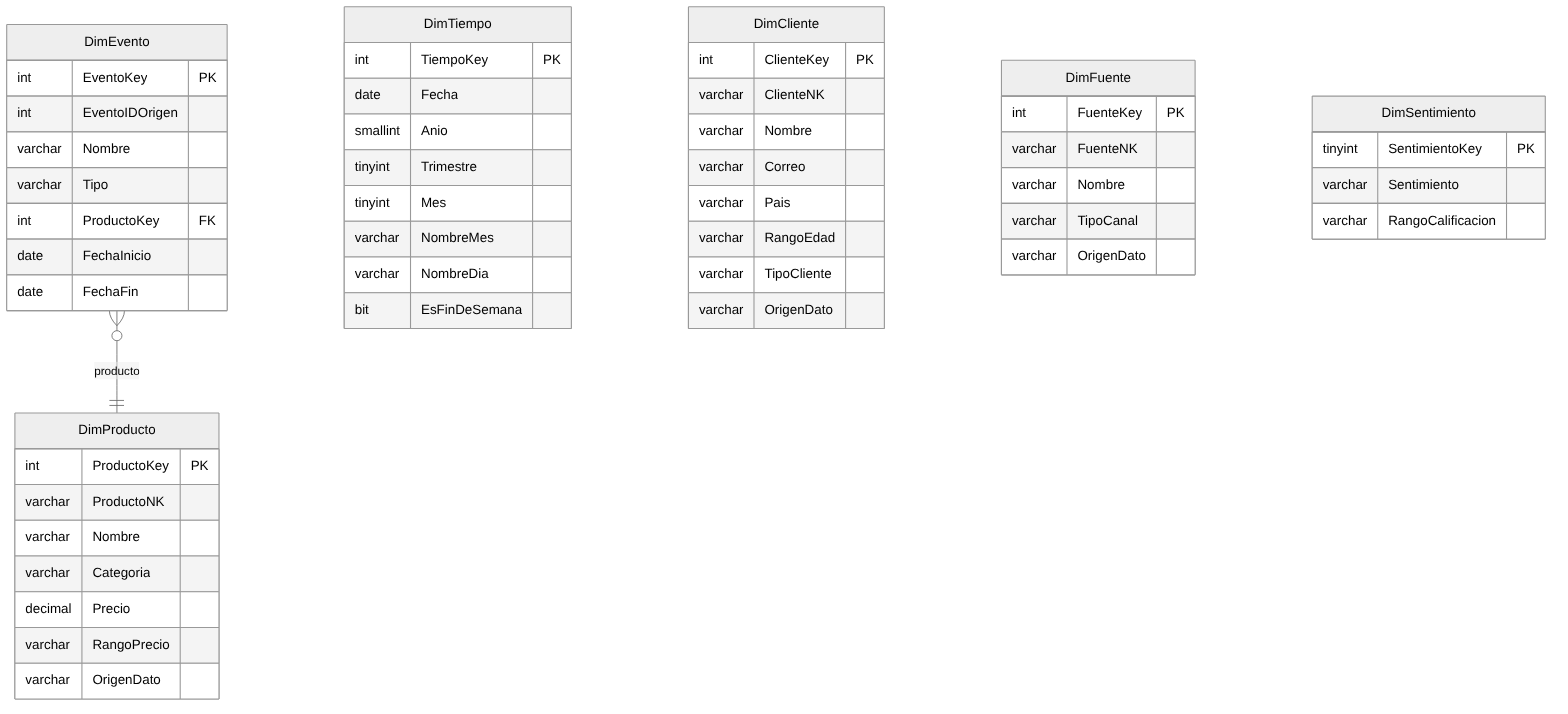 DimEvento
int EventoKey PK
int EventoIDOrigen
varchar Nombre
varchar Tipo
int ProductoKey FK
date FechaInicio
date FechaFin
producto
DimProducto
int ProductoKey PK
varchar ProductoNK
varchar Nombre
varchar Categoria
decimal Precio
varchar RangoPrecio
varchar OrigenDato
DimTiempo
int TiempoKey PK
date Fecha
smallint Anio
tinyint Trimestre
tinyint Mes
varchar NombreMes
varchar NombreDia
bit EsFinDeSemana
DimCliente
int ClienteKey PK
varchar ClienteNK
varchar Nombre
varchar Correo
varchar Pais
varchar RangoEdad
varchar TipoCliente
varchar OrigenDato
DimFuente
int FuenteKey PK
varchar FuenteNK
varchar Nombre
varchar TipoCanal
varchar OrigenDato
DimSentimiento
tinyint SentimientoKey PK
varchar Sentimiento
varchar RangoCalificacion